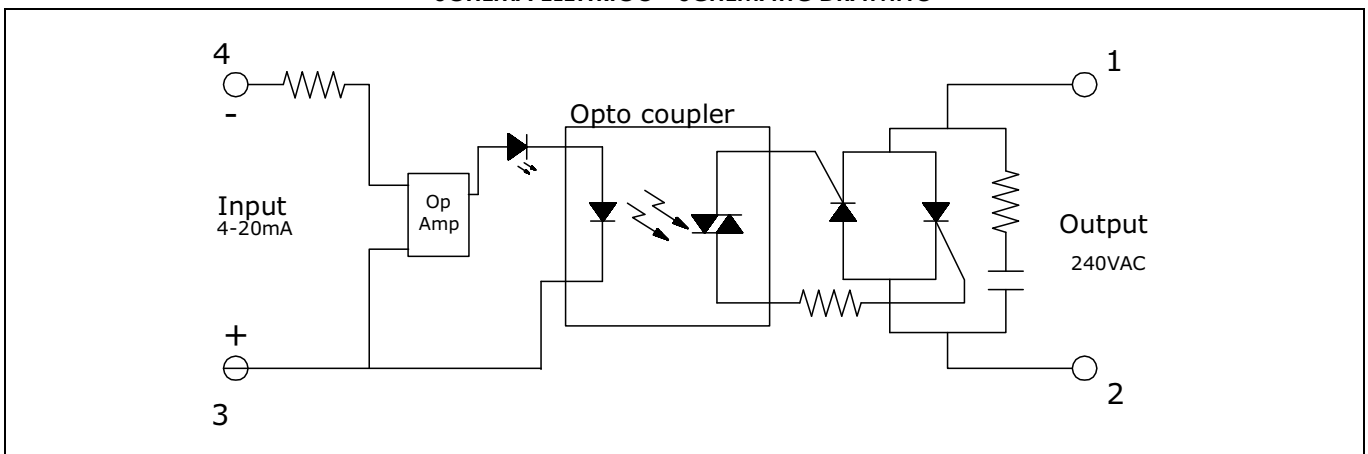 4
-
Input
4-20mA
+
3
Op
Amp
Opto coupler
1
Output
240VAC
2